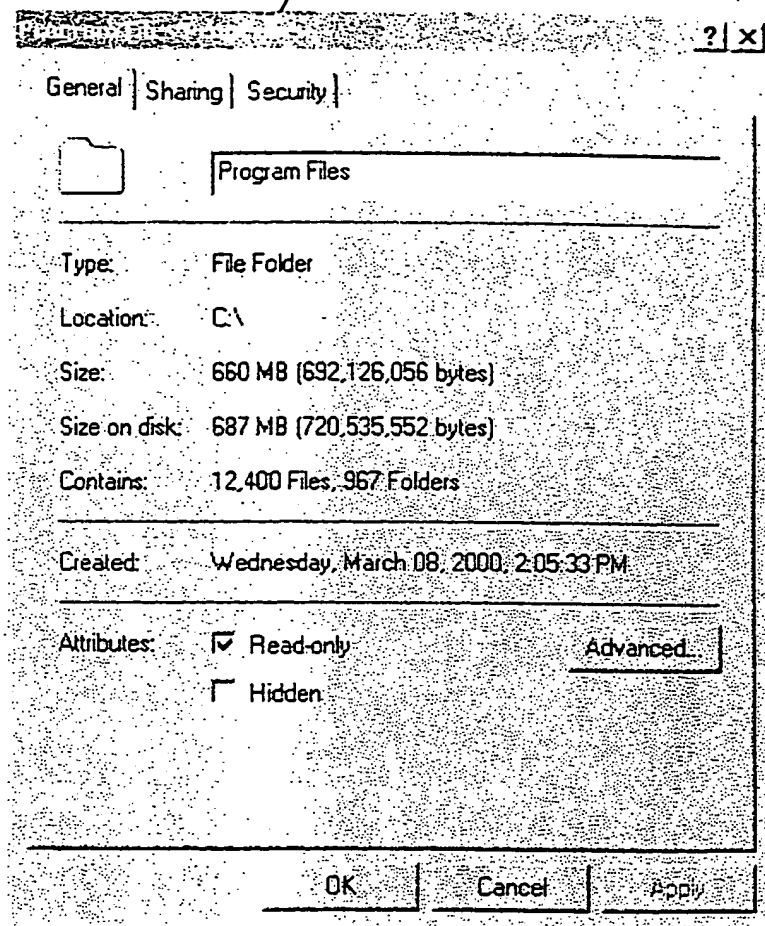 ? ×
General Sharing Security
Program Files
Type: File Folder
Location: C:\
Size: 660 MB (692,126,056 bytes)
Size on disk: 687 MB (720,535,552 bytes)
Contains: 12,400 Files, 967 Folders
Created: Wednesday, March 08, 2000, 2:05:33 PM
Attributes: Read-only Advanced...
Hidden
OK Cancel Apply